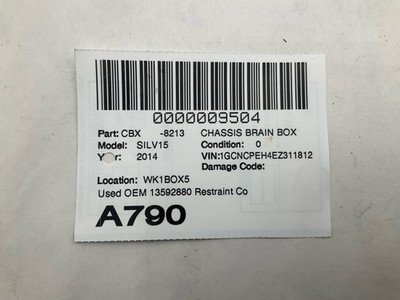 0000009504
Part: CBX -8213 CHASSIS BRAIN BOX
Model: SILV15 Condition: 0
Year: 2014 VIN:1GCNCPEH4EZ311812
Damage Code:
Location: WK1BOX5
Used OEM 13592880 Restraint Co
A790